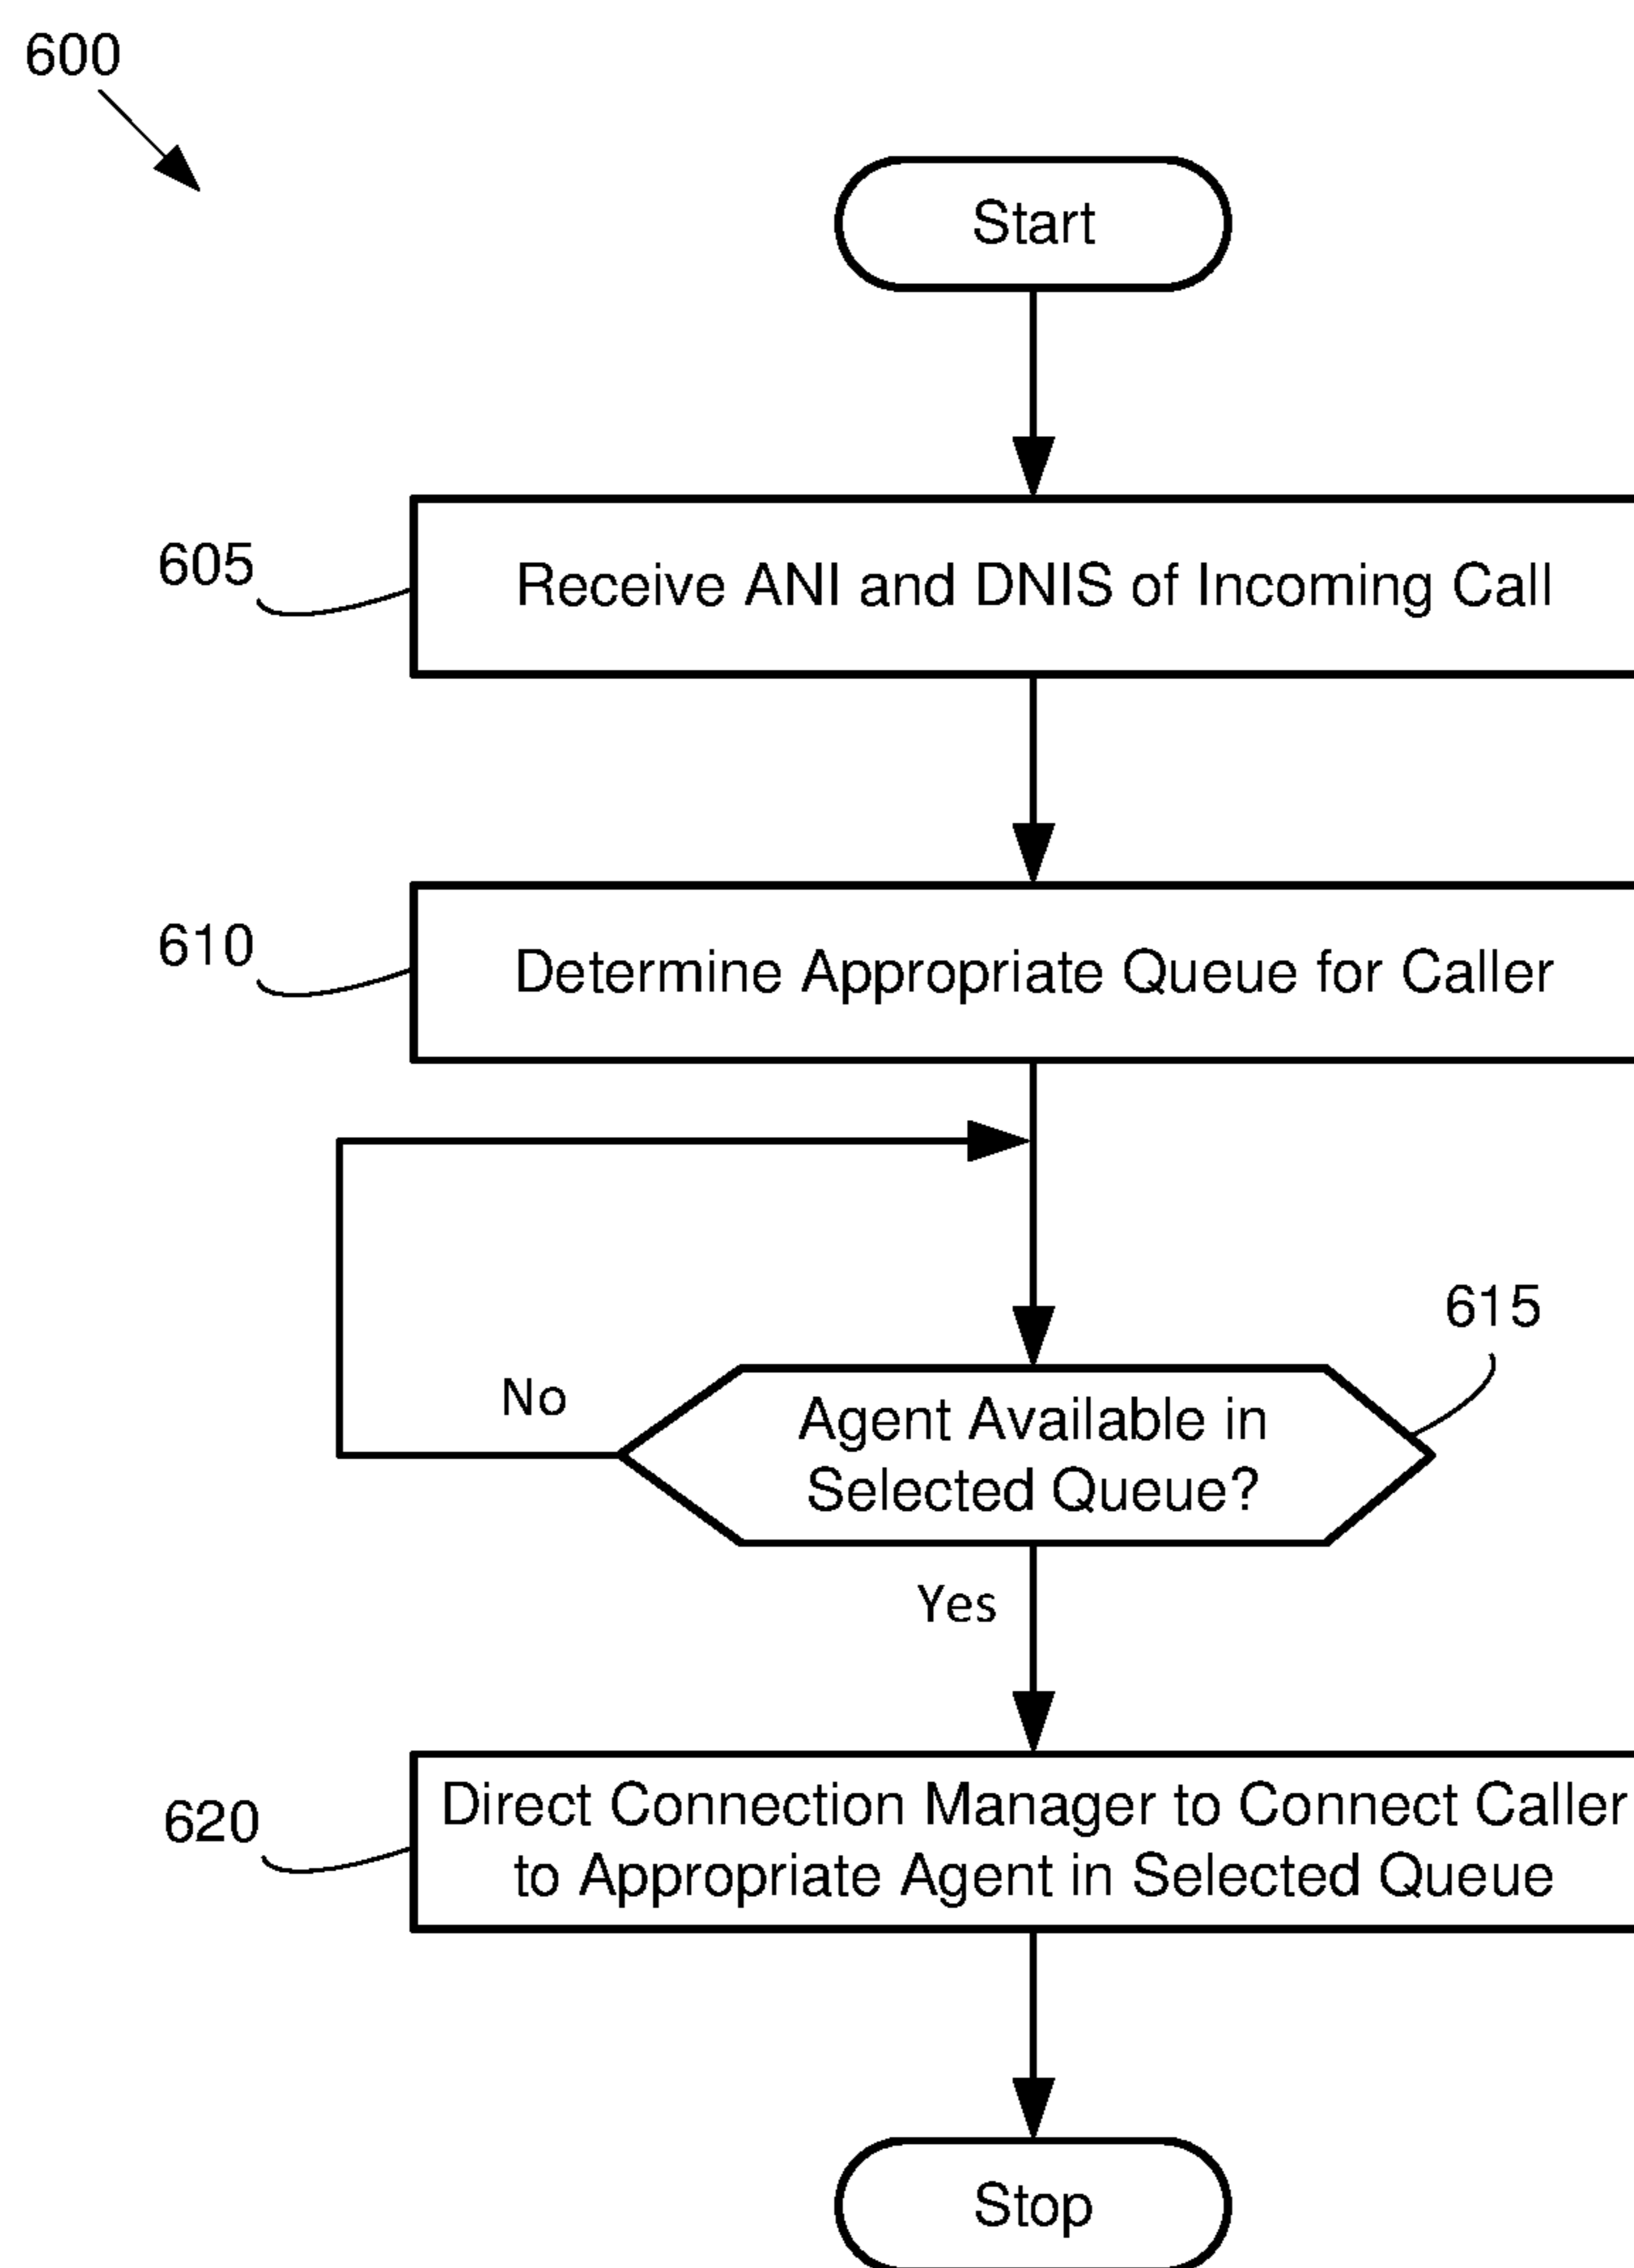 600
Start
605
Receive ANI and DNIS of Incoming Call
610
Determine Appropriate Queue for Caller
615
No
Agent Available in
Selected Queue?
Yes
620
Direct Connection Manager to Connect Caller
to Appropriate Agent in Selected Queue
Stop